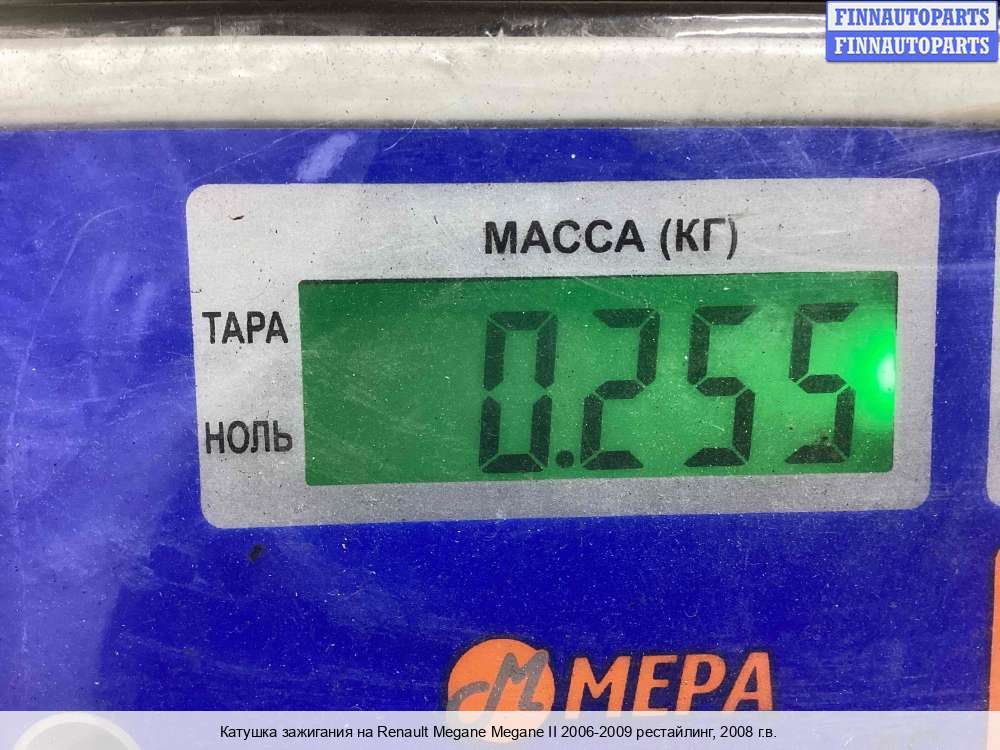 FINNAUTOPARTS
FINNAUTOPARTS
МАССА (КГ)
ТАРА
0.255
НОЛЬ
М МЕРА
Катушка зажигания на Renault Megane Megane II 2006-2009 рестайлинг, 2008 г.в.